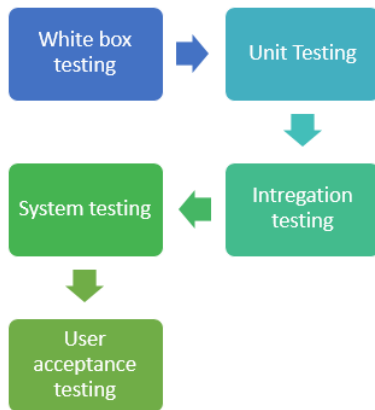 White box
testing
Unit Testing
Intregation
testing
System testing
User
acceptance
testing